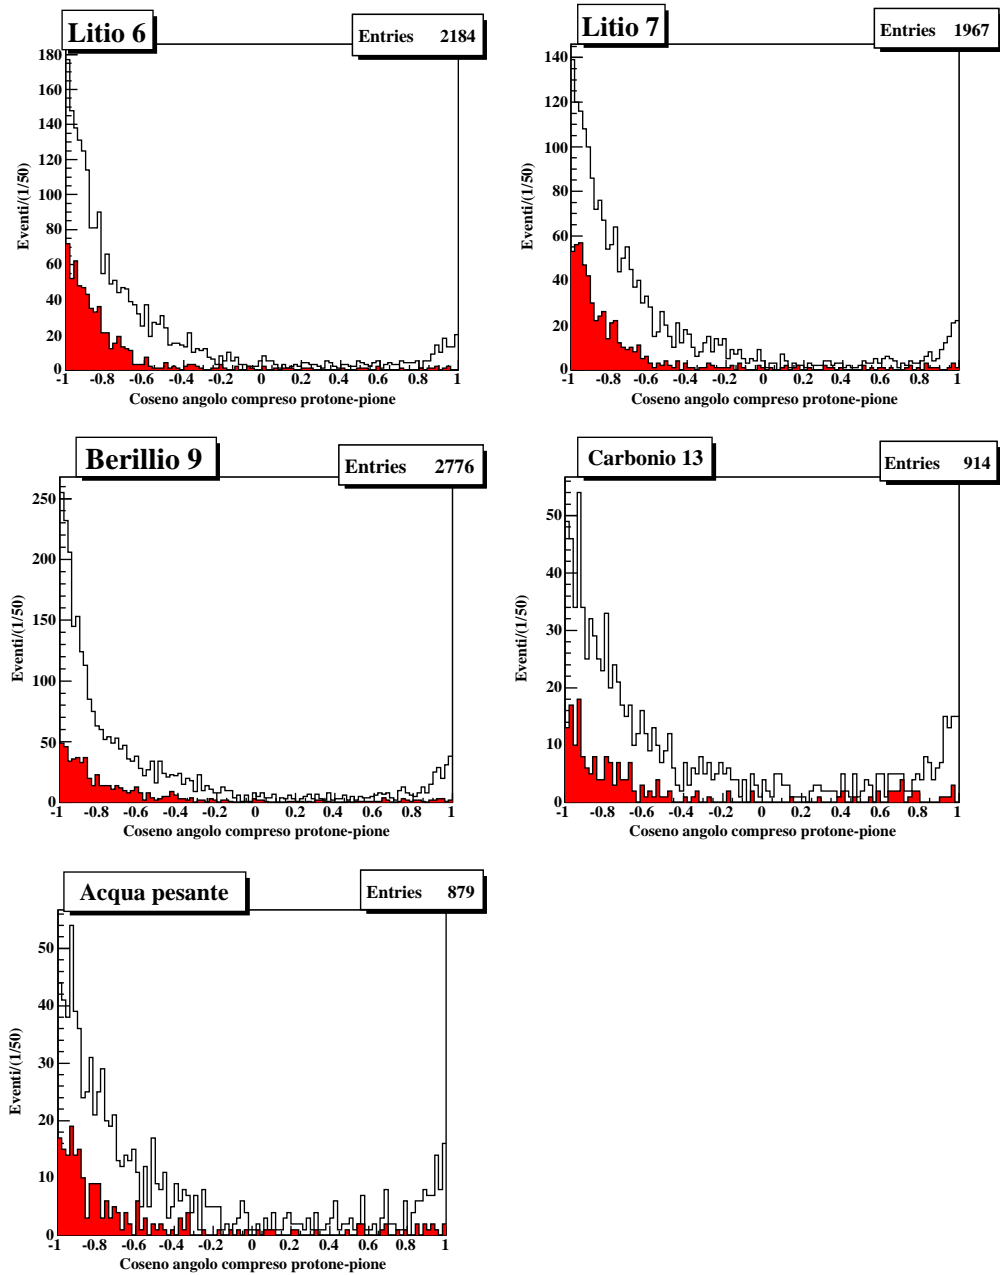 Litio 6
Entries 2184
180
160
140
120
100
80
60
40
20
0
Eventi/(1/50)
-1 -0.8 -0.6 -0.4 -0.2 0 0.2 0.4 0.6 0.8 1
Coseno angolo compreso protone-pione
Litio 7
Entries 1967
140
120
100
80
60
40
20
0
Eventi/(1/50)
-1 -0.8 -0.6 -0.4 -0.2 0 0.2 0.4 0.6 0.8 1
Coseno angolo compreso protone-pione
Berillio 9
Entries 2776
250
200
150
100
50
0
Eventi/(1/50)
-1 -0.8 -0.6 -0.4 -0.2 0 0.2 0.4 0.6 0.8 1
Coseno angolo compreso protone-pione
Carbonio 13
Entries 914
50
40
30
20
10
0
Eventi/(1/50)
-1 -0.8 -0.6 -0.4 -0.2 0 0.2 0.4 0.6 0.8 1
Coseno angolo compreso protone-pione
Acqua pesante
Entries 879
50
40
30
20
10
0
Eventi/(1/50)
-1 -0.8 -0.6 -0.4 -0.2 0 0.2 0.4 0.6 0.8 1
Coseno angolo compreso protone-pione